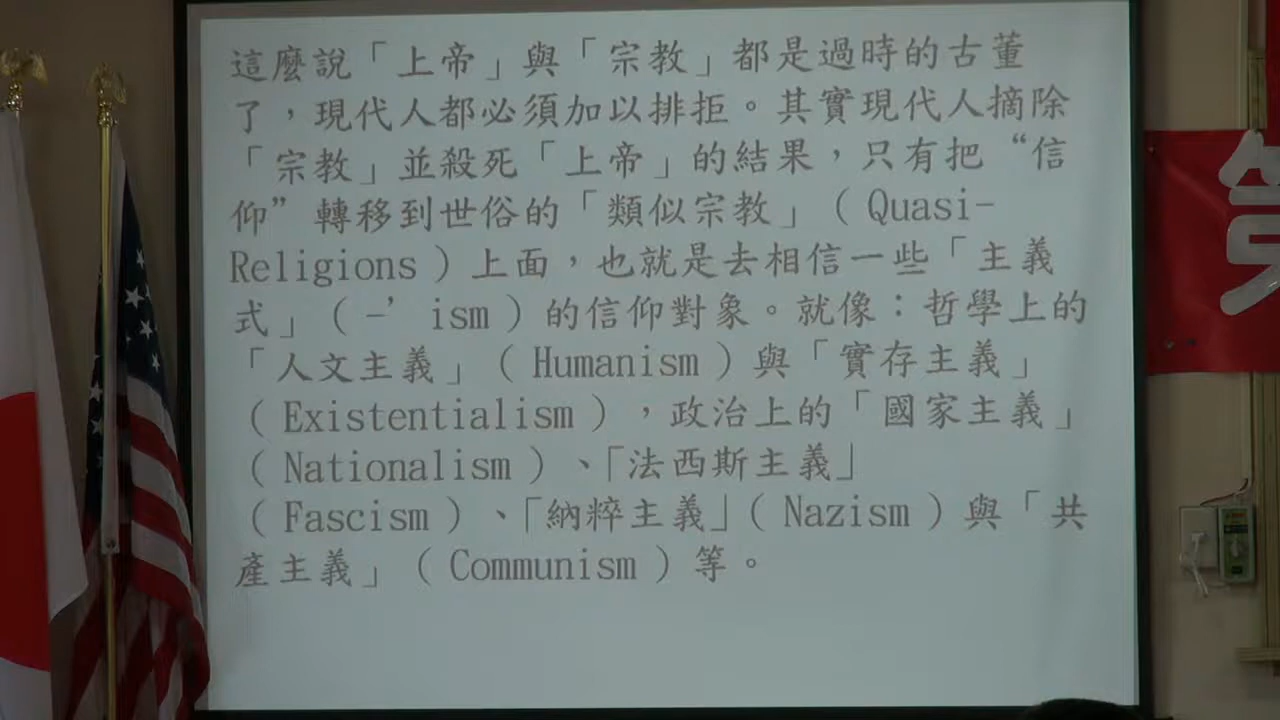 這麼說「上帝」與「宗教」都是過時的古董
了，現代人都必須加以排拒。其實現代人摘除
「宗教」並殺死「上帝」的結果，只有把“信
仰”轉移到世俗的「類似宗教」（Quasi-
Religions）上面，也就是去相信一些「主義
式」（-’ism）的信仰對象。就像：哲學上的
「人文主義」（Humanism）與「實存主義」
（Existentialism），政治上的「國家主義」
（Nationalism）、「法西斯主義」
（Fascism）、「納粹主義」（Nazism）與「共
產主義」（Communism）等。
第